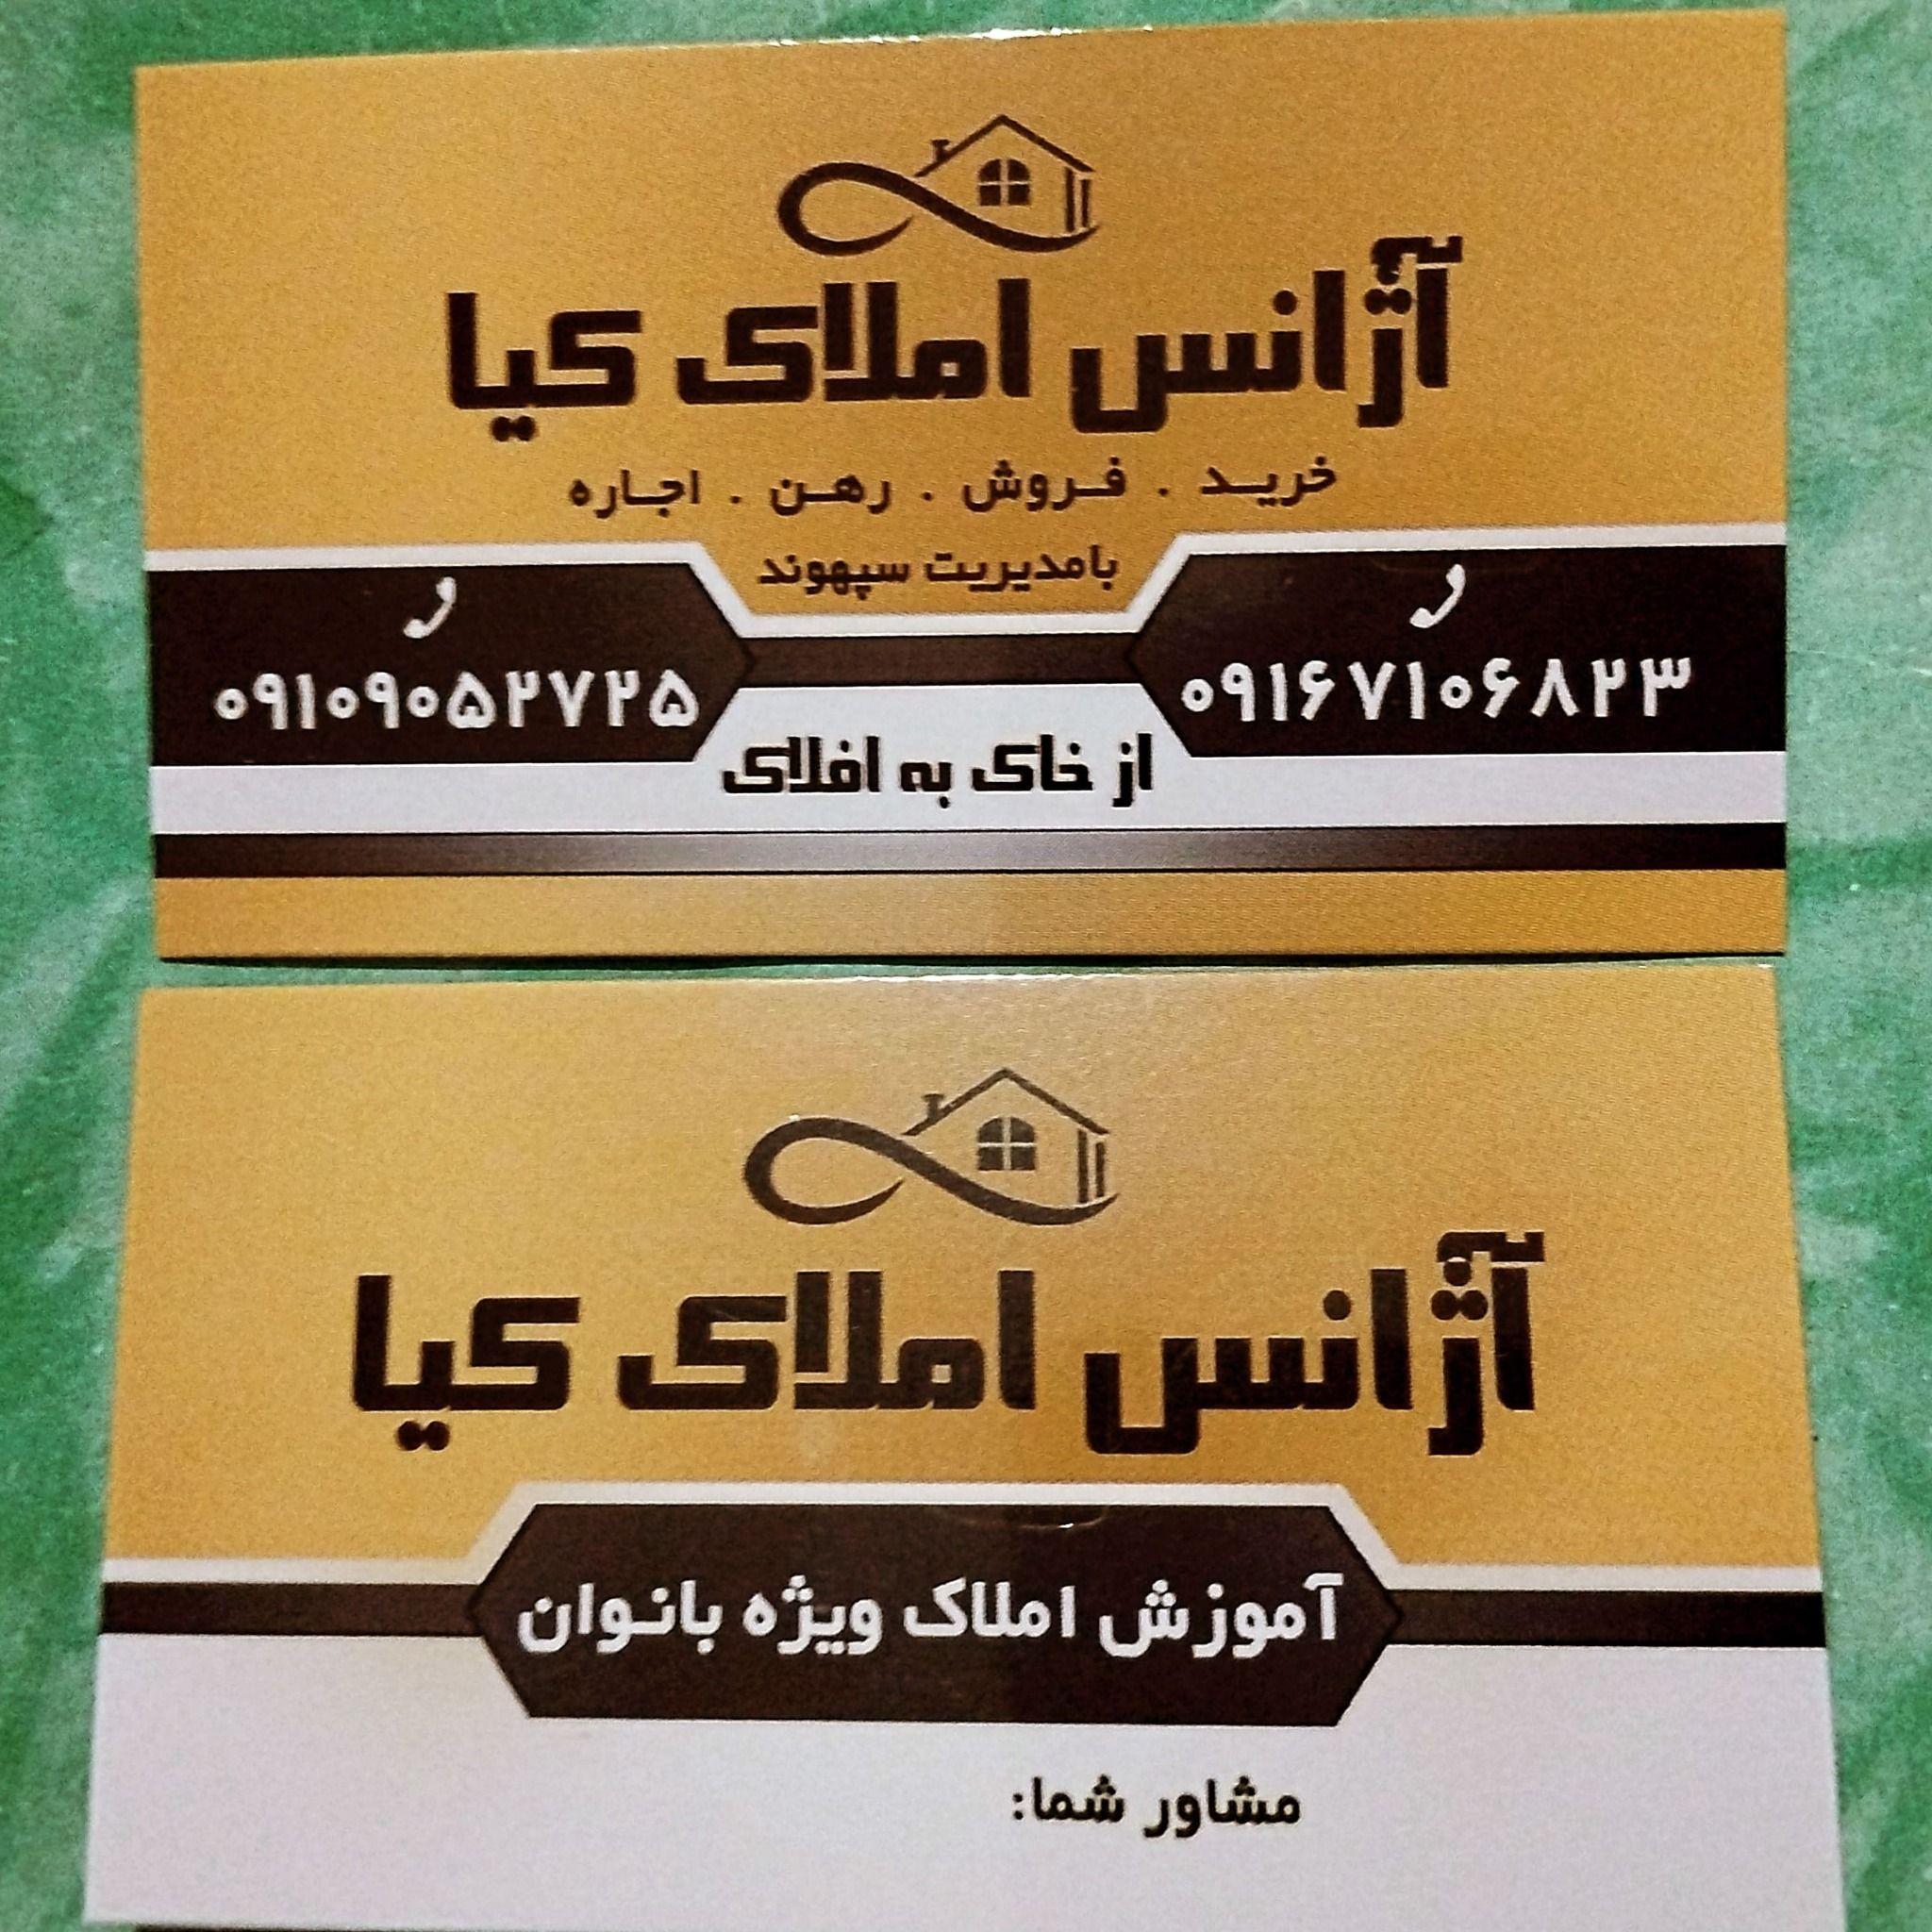 آژانس املاک کیا
خرید . فروش . رهن . اجاره
بامدیریت سپهوند
۰۹۱۶۷۱۰۶۸۲۳
۰۹۱۰۹۰۵۲۷۲۵
از خاک به افلاک
آژانس املاک کیا
آموزش املاک ویژه بانوان
مشاور شما: